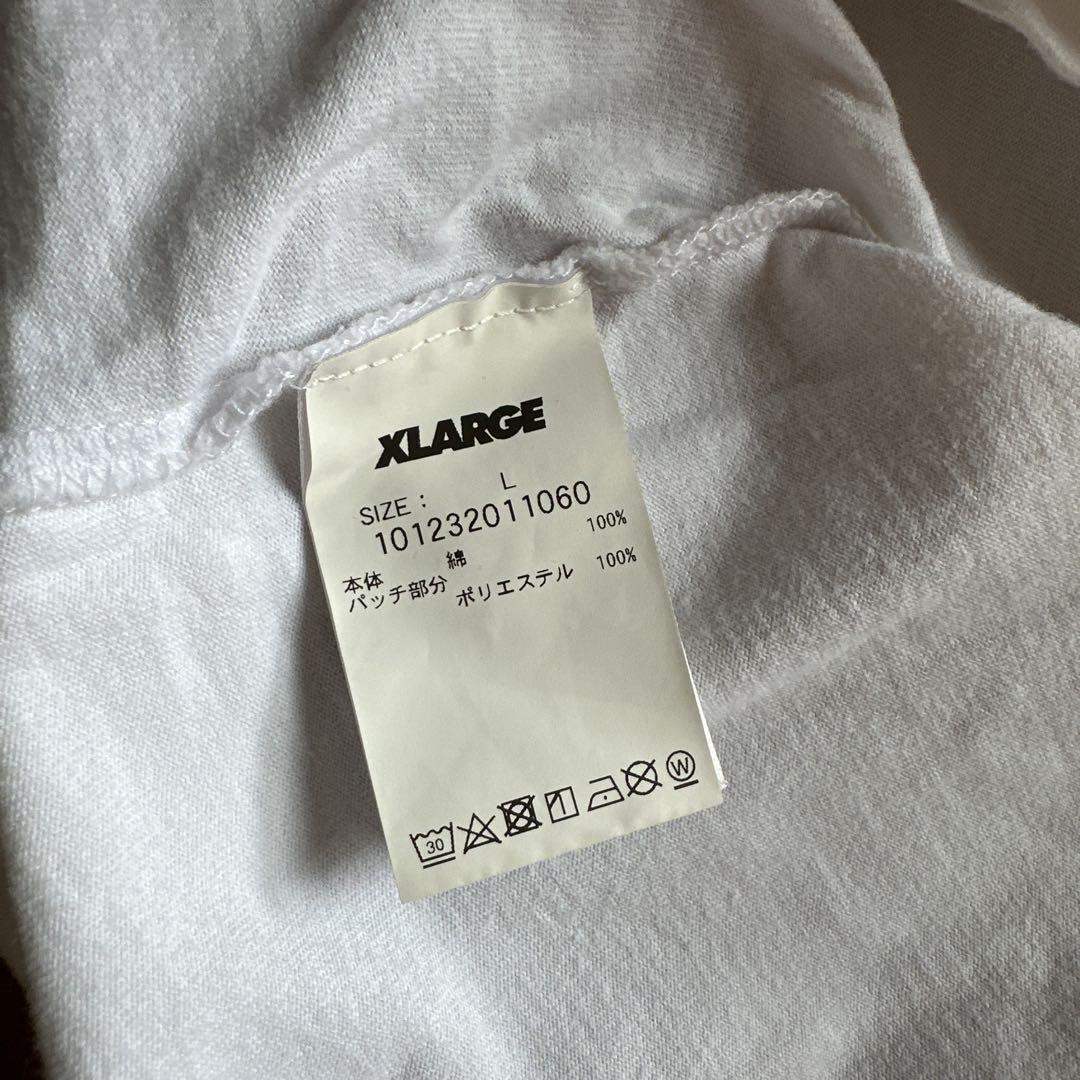 XLARGE
SIZE : L
101232011060
本体 綿 100%
パッチ部分 ポリエステル 100%
30
W